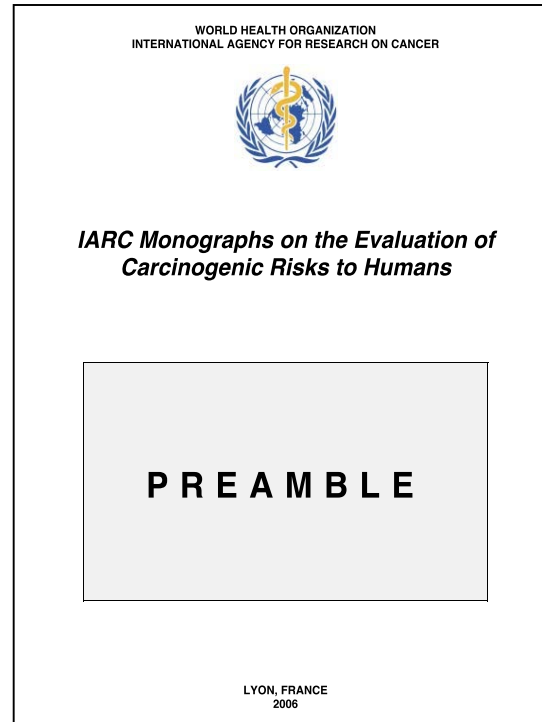 WORLD HEALTH ORGANIZATION
INTERNATIONAL AGENCY FOR RESEARCH ON CANCER
IARC Monographs on the Evaluation of
Carcinogenic Risks to Humans
P R E A M B L E
LYON, FRANCE
2006